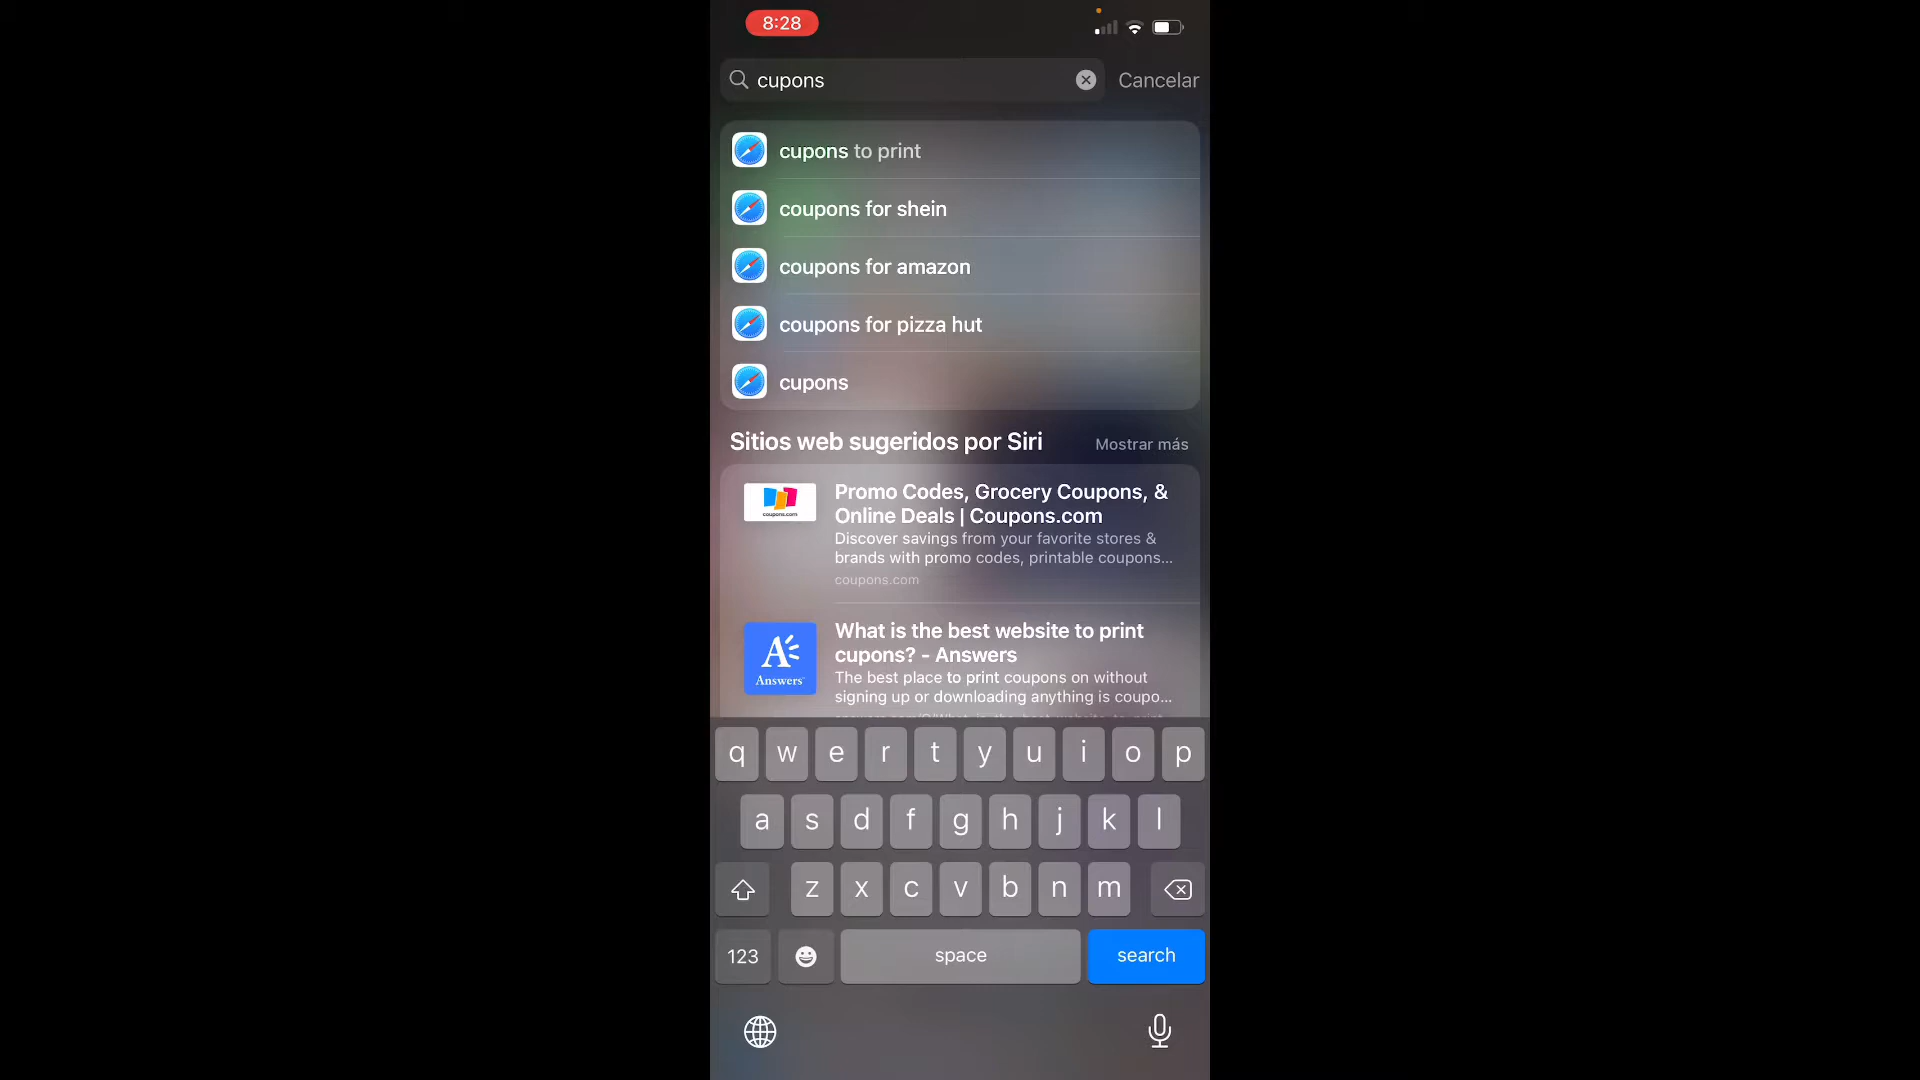 8:28
cupons
Cancelar
cupons to print
coupons for shein
coupons for amazon
coupons for pizza hut
cupons
Sitios web sugeridos por Siri
Mostrar más
coupons.com
Promo Codes, Grocery Coupons, &
Online Deals | Coupons.com
Discover savings from your favorite stores &
brands with promo codes, printable coupons...
coupons.com
A
Answers
What is the best website to print
cupons? - Answers
The best place to print coupons on without
signing up or downloading anything is coupo...
q w e r t y u i o p
a s d f g h j k l
z x c v b n m
123
space
search